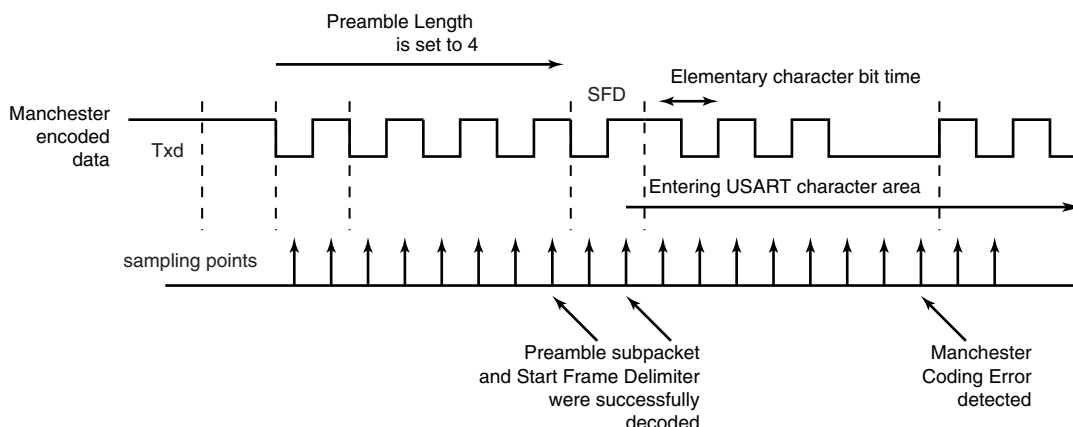 Preamble Length
is set to 4
Elementary character bit time
SFD
Manchester
encoded
data
Txd
Entering USART character area
sampling points
Preamble subpacket
and Start Frame Delimiter
were successfully
decoded
Manchester
Coding Error
detected